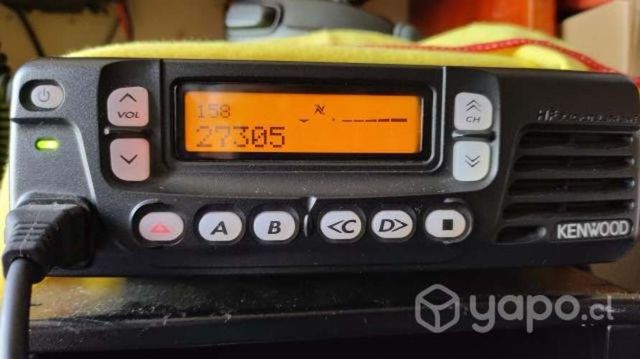 VOL
158
27305
CH
A
B
<C
D>
KENWOOD
yapo.cl